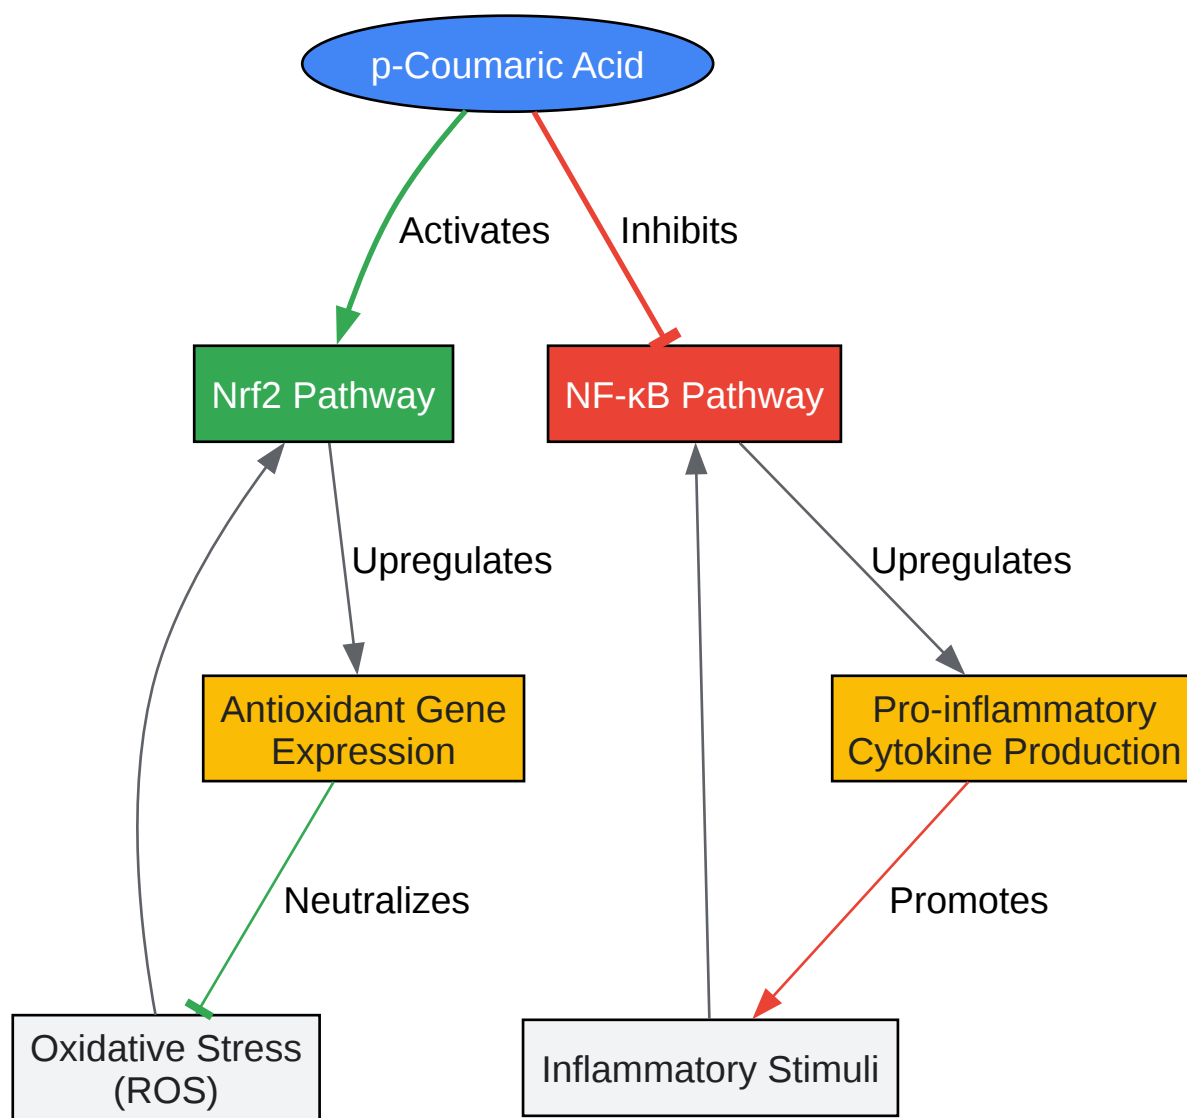 p-Coumaric Acid
Activates
Inhibits
Nrf2 Pathway
NF-κB Pathway
Upregulates
Upregulates
Antioxidant Gene
Expression
Pro-inflammatory
Cytokine Production
Neutralizes
Promotes
Oxidative Stress
(ROS)
Inflammatory Stimuli